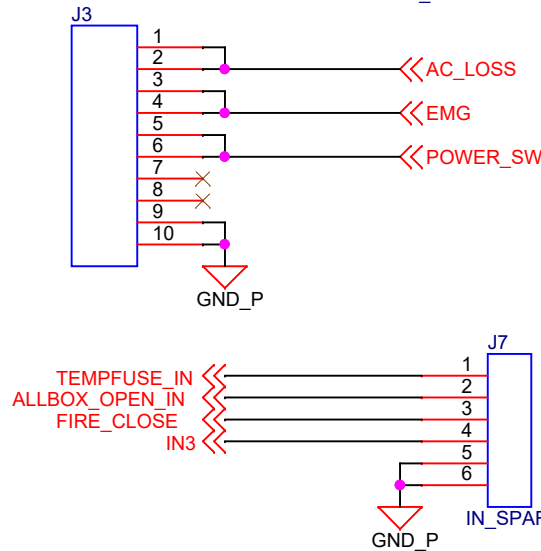 J3
1
2
AC_LOSS
3
4
EMG
5
6
POWER_SW
7
8
9
10
GND_P
J7
TEMPFUSE_IN
1
ALLBOX_OPEN_IN
2
FIRE_CLOSE
3
IN3
4
5
6
IN_SPAR
GND_P